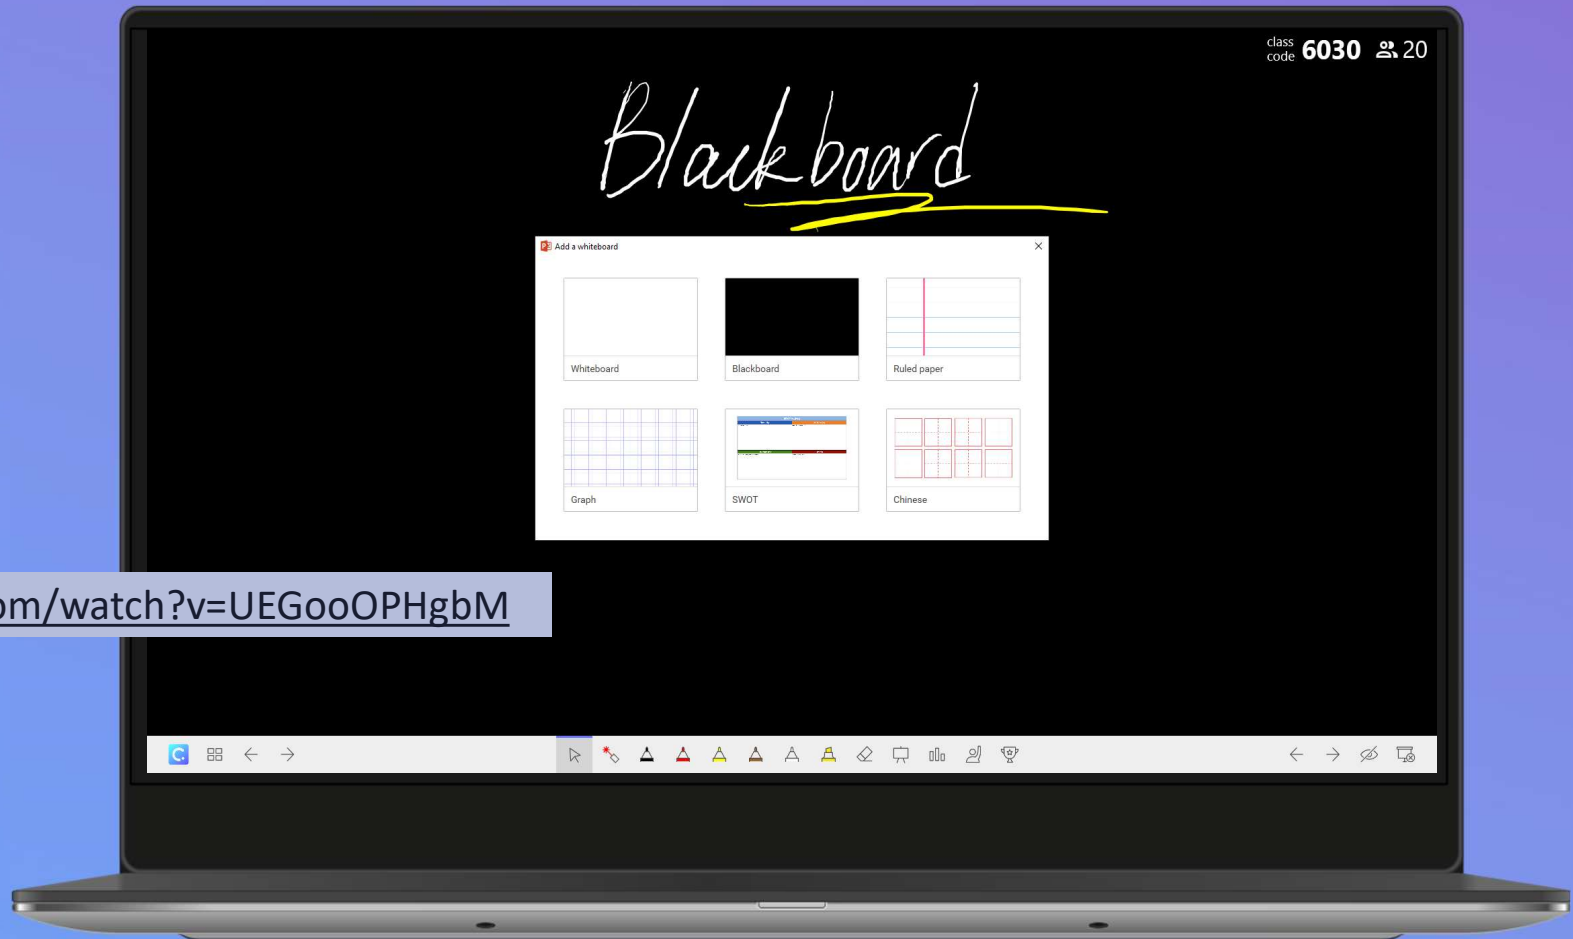 class code 6030 20
Blackboard
Add a whiteboard
Whiteboard Blackboard Ruled paper
Graph SWOT Chinese
om/watch?v=UEGooOPHgbM